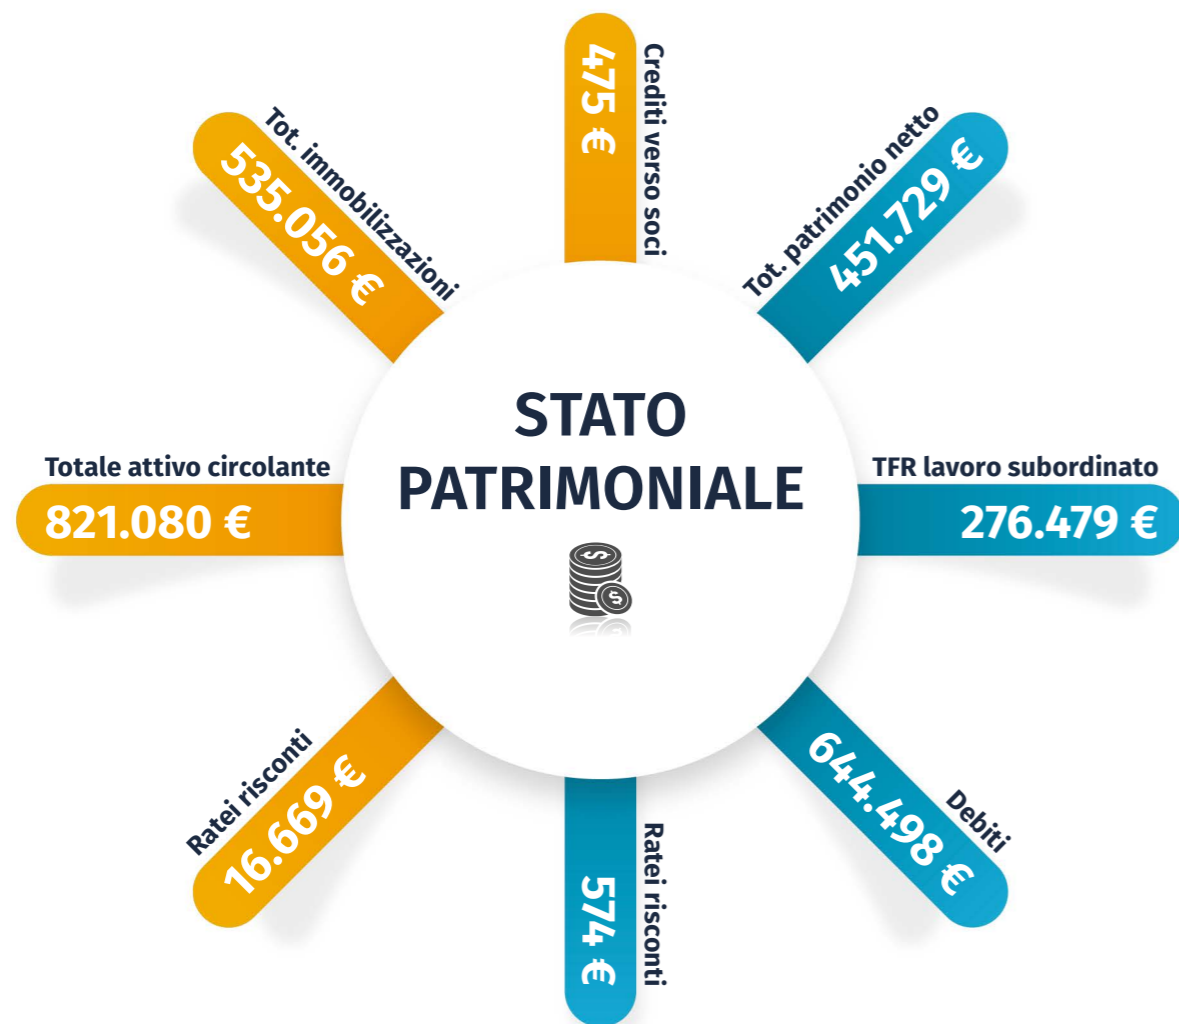 475 €
Crediti verso soci
Tot. immobilizzazioni
535.056 €
Tot. patrimonio netto
451.729 €
STATO
PATRIMONIALE
Totale attivo circolante
821.080 €
TFR lavoro subordinato
276.479 €
Ratei risconti
16.669 €
Debiti
644.498 €
Ratei risconti
574 €